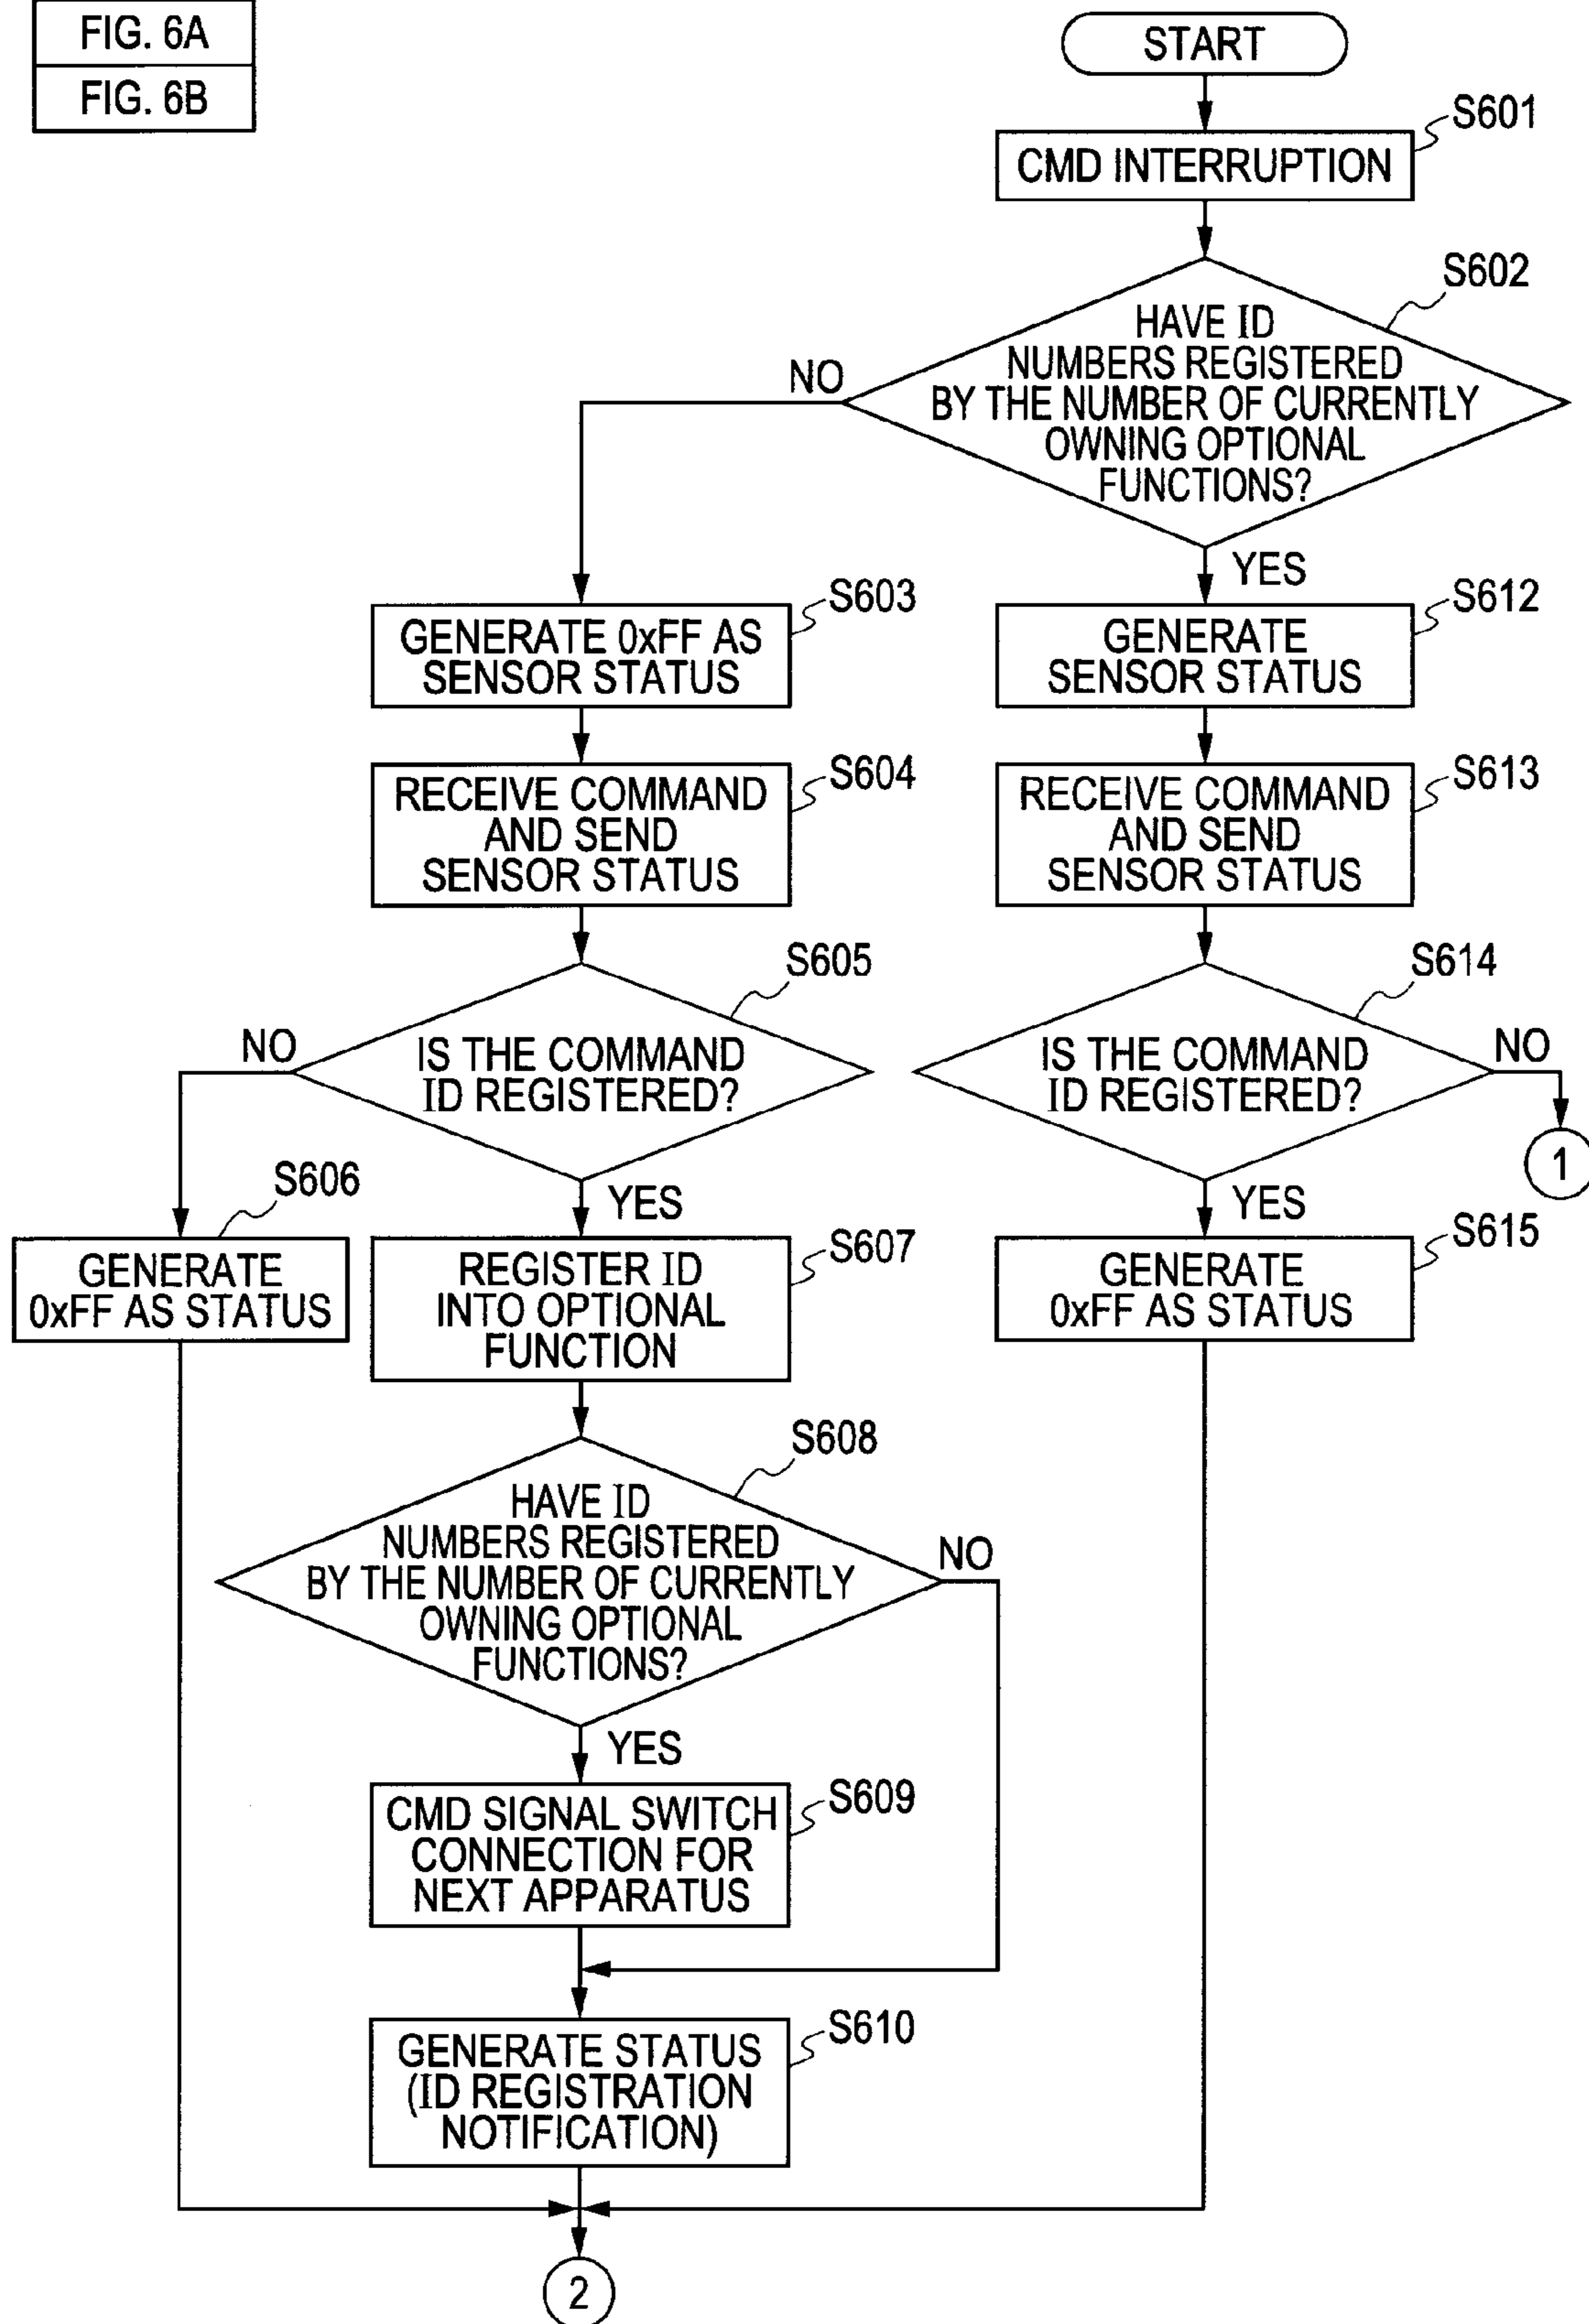 FIG. 6A
FIG. 6B
START
S601
CMD INTERRUPTION
S602
HAVE ID
NUMBERS REGISTERED
BY THE NUMBER OF CURRENTLY
OWNING OPTIONAL
FUNCTIONS?
NO
YES
S603
GENERATE 0xFF AS
SENSOR STATUS
S612
GENERATE
SENSOR STATUS
S604
RECEIVE COMMAND
AND SEND
SENSOR STATUS
S613
RECEIVE COMMAND
AND SEND
SENSOR STATUS
S605
IS THE COMMAND
ID REGISTERED?
NO
YES
S614
IS THE COMMAND
ID REGISTERED?
NO
1
YES
S606
GENERATE
0xFF AS STATUS
S607
REGISTER ID
INTO OPTIONAL
FUNCTION
S615
GENERATE
0xFF AS STATUS
S608
HAVE ID
NUMBERS REGISTERED
BY THE NUMBER OF CURRENTLY
OWNING OPTIONAL
FUNCTIONS?
NO
YES
S609
CMD SIGNAL SWITCH
CONNECTION FOR
NEXT APPARATUS
S610
GENERATE STATUS
(ID REGISTRATION
NOTIFICATION)
2